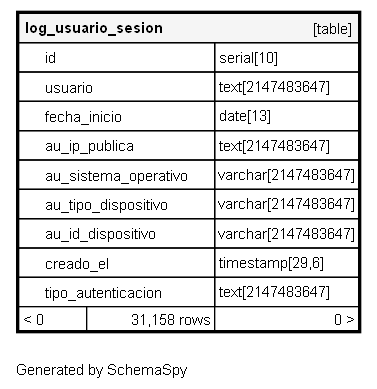 log_usuario_sesion [table]
id serial[10]
usuario text[2147483647]
fecha_inicio date[13]
au_ip_publica text[2147483647]
au_sistema_operativo varchar[2147483647]
au_tipo_dispositivo varchar[2147483647]
au_id_dispositivo varchar[2147483647]
creado_el timestamp[29,6]
tipo_autenticacion text[2147483647]
< 0 31,158 rows 0 >
Generated by SchemaSpy